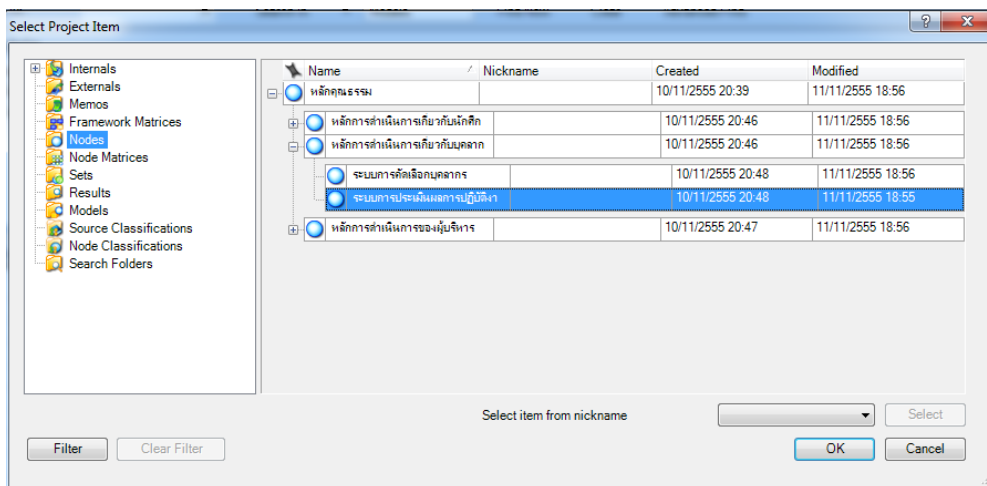 Select Project Item
Internals
Externals
Memos
Framework Matrices
Nodes
Node Matrices
Sets
Results
Models
Source Classifications
Node Classifications
Search Folders
Name Nickname Created Modified
หลักคุณธรรม 10/11/2555 20:39 11/11/2555 18:56
หลักการดำเนินการเกี่ยวกับนักศึก 10/11/2555 20:46 11/11/2555 18:56
หลักการดำเนินการเกี่ยวกับบุคลาก 10/11/2555 20:46 11/11/2555 18:56
ระบบการคัดเลือกบุคลากร 10/11/2555 20:48 11/11/2555 18:56
ระบบการประเมินผลการปฏิบัติงา 10/11/2555 20:48 11/11/2555 18:55
หลักการดำเนินการของผู้บริหาร 10/11/2555 20:47 11/11/2555 18:56
Select item from nickname Select
Filter Clear Filter OK Cancel